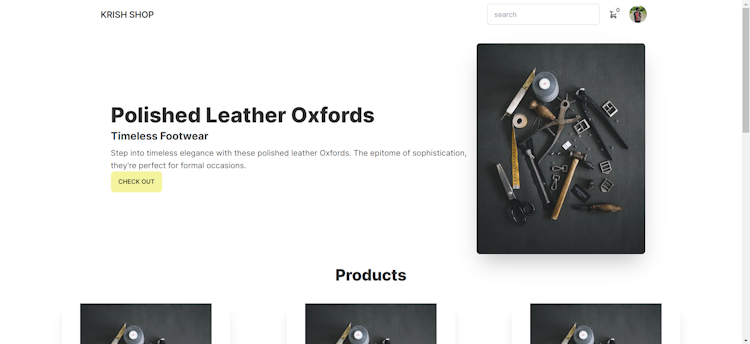 KRISH SHOP
search
0
Polished Leather Oxfords
Timeless Footwear
Step into timeless elegance with these polished leather Oxfords. The epitome of sophistication,
they're perfect for formal occasions.
CHECK OUT
Products